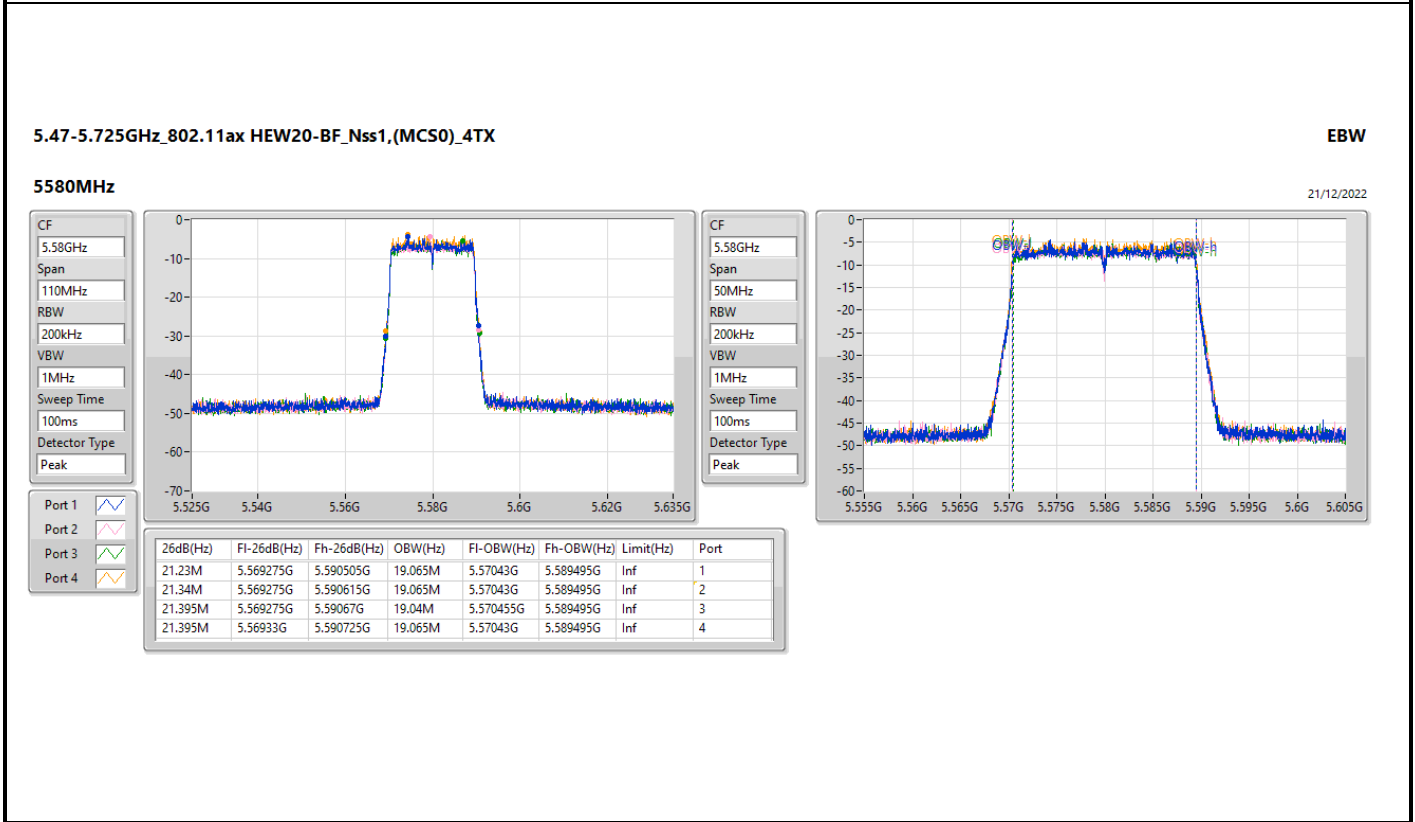 5.47-5.725GHz_802.11ax HEW20-BF_Nss1,(MCS0)_4TX
EBW
5580MHz
21/12/2022
CF
5.58GHz
Span
110MHz
RBW
200kHz
VBW
1MHz
Sweep Time
100ms
Detector Type
Peak
0
-10
-20
-30
-40
-50
-60
-70
5.525G 5.54G 5.56G 5.58G 5.6G 5.62G 5.635G
CF
5.58GHz
Span
50MHz
RBW
200kHz
VBW
1MHz
Sweep Time
100ms
Detector Type
Peak
0
-5
-10
-15
-20
-25
-30
-35
-40
-45
-50
-55
-60
OBW-l
OBW-h
5.555G 5.56G 5.565G 5.57G 5.575G 5.58G 5.585G 5.59G 5.595G 5.6G 5.605G
Port 1
Port 2
Port 3
Port 4
26dB(Hz) Fl-26dB(Hz) Fh-26dB(Hz) OBW(Hz) Fl-OBW(Hz) Fh-OBW(Hz) Limit(Hz) Port
21.23M 5.569275G 5.590505G 19.065M 5.57043G 5.589495G Inf 1
21.34M 5.569275G 5.590615G 19.065M 5.57043G 5.589495G Inf 2
21.395M 5.569275G 5.59067G 19.04M 5.570455G 5.589495G Inf 3
21.395M 5.56933G 5.590725G 19.065M 5.57043G 5.589495G Inf 4